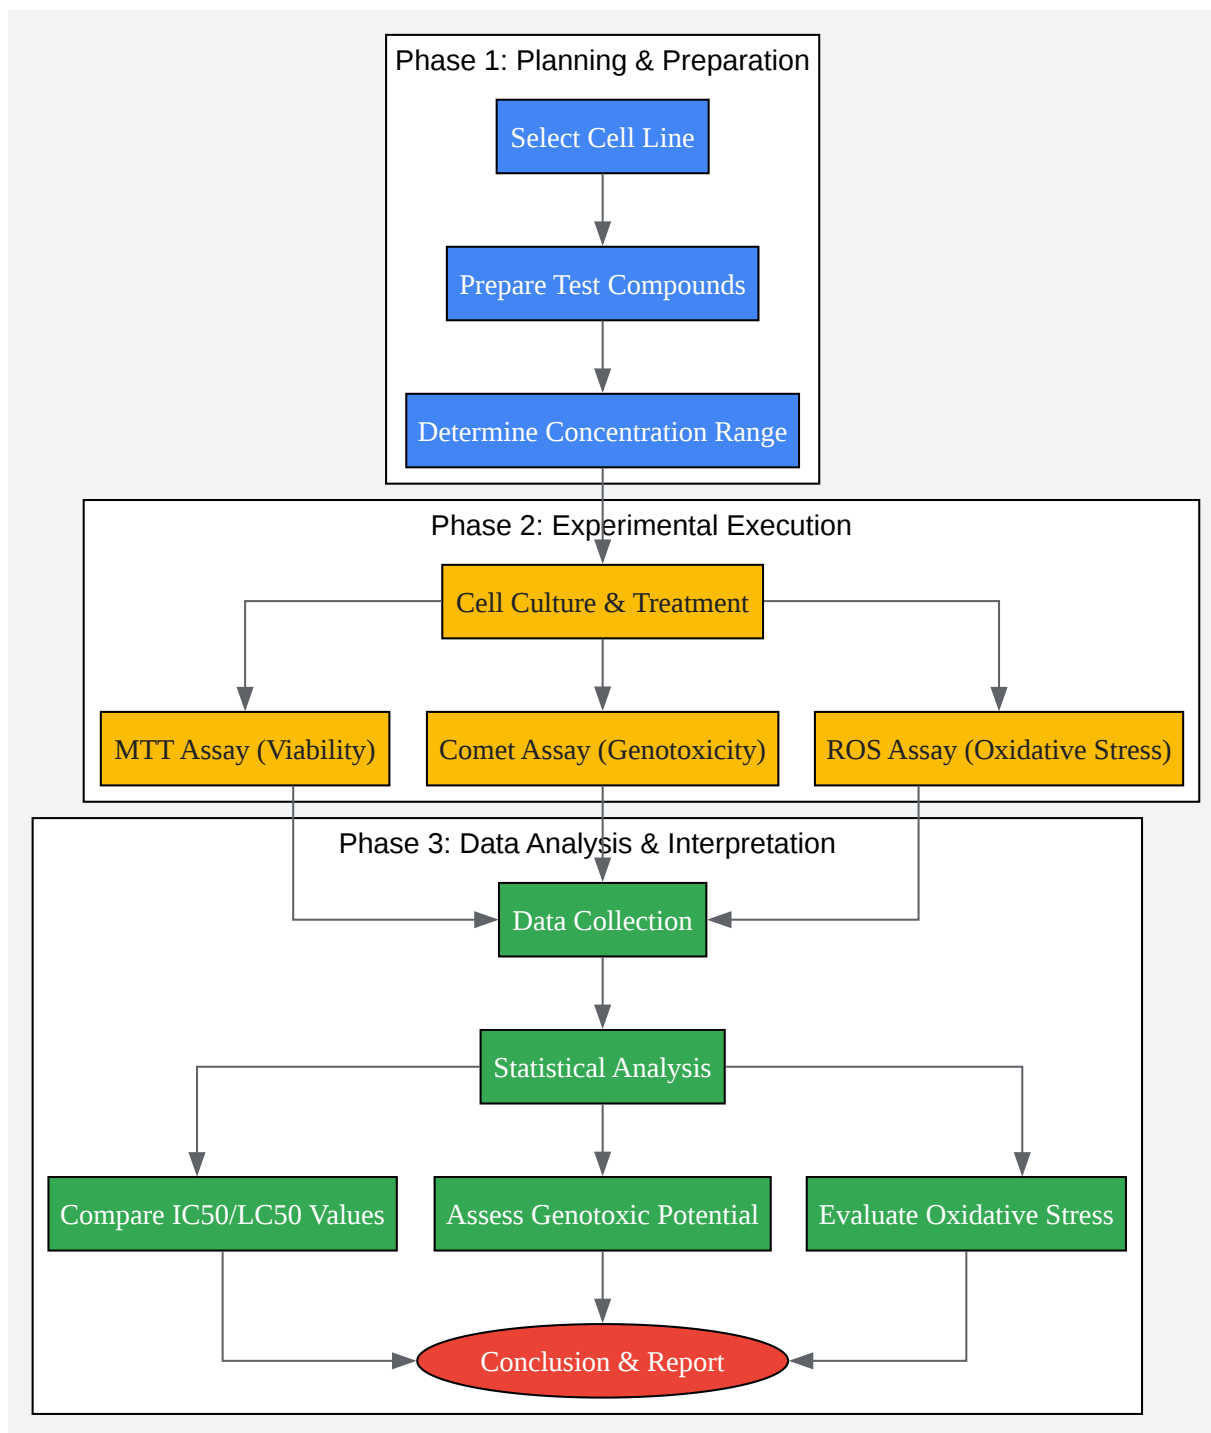 Phase 1: Planning & Preparation
Select Cell Line
Prepare Test Compounds
Determine Concentration Range
Phase 2: Experimental Execution
Cell Culture & Treatment
MTT Assay (Viability)
Comet Assay (Genotoxicity)
ROS Assay (Oxidative Stress)
Phase 3: Data Analysis & Interpretation
Data Collection
Statistical Analysis
Compare IC50/LC50 Values
Assess Genotoxic Potential
Evaluate Oxidative Stress
Conclusion & Report